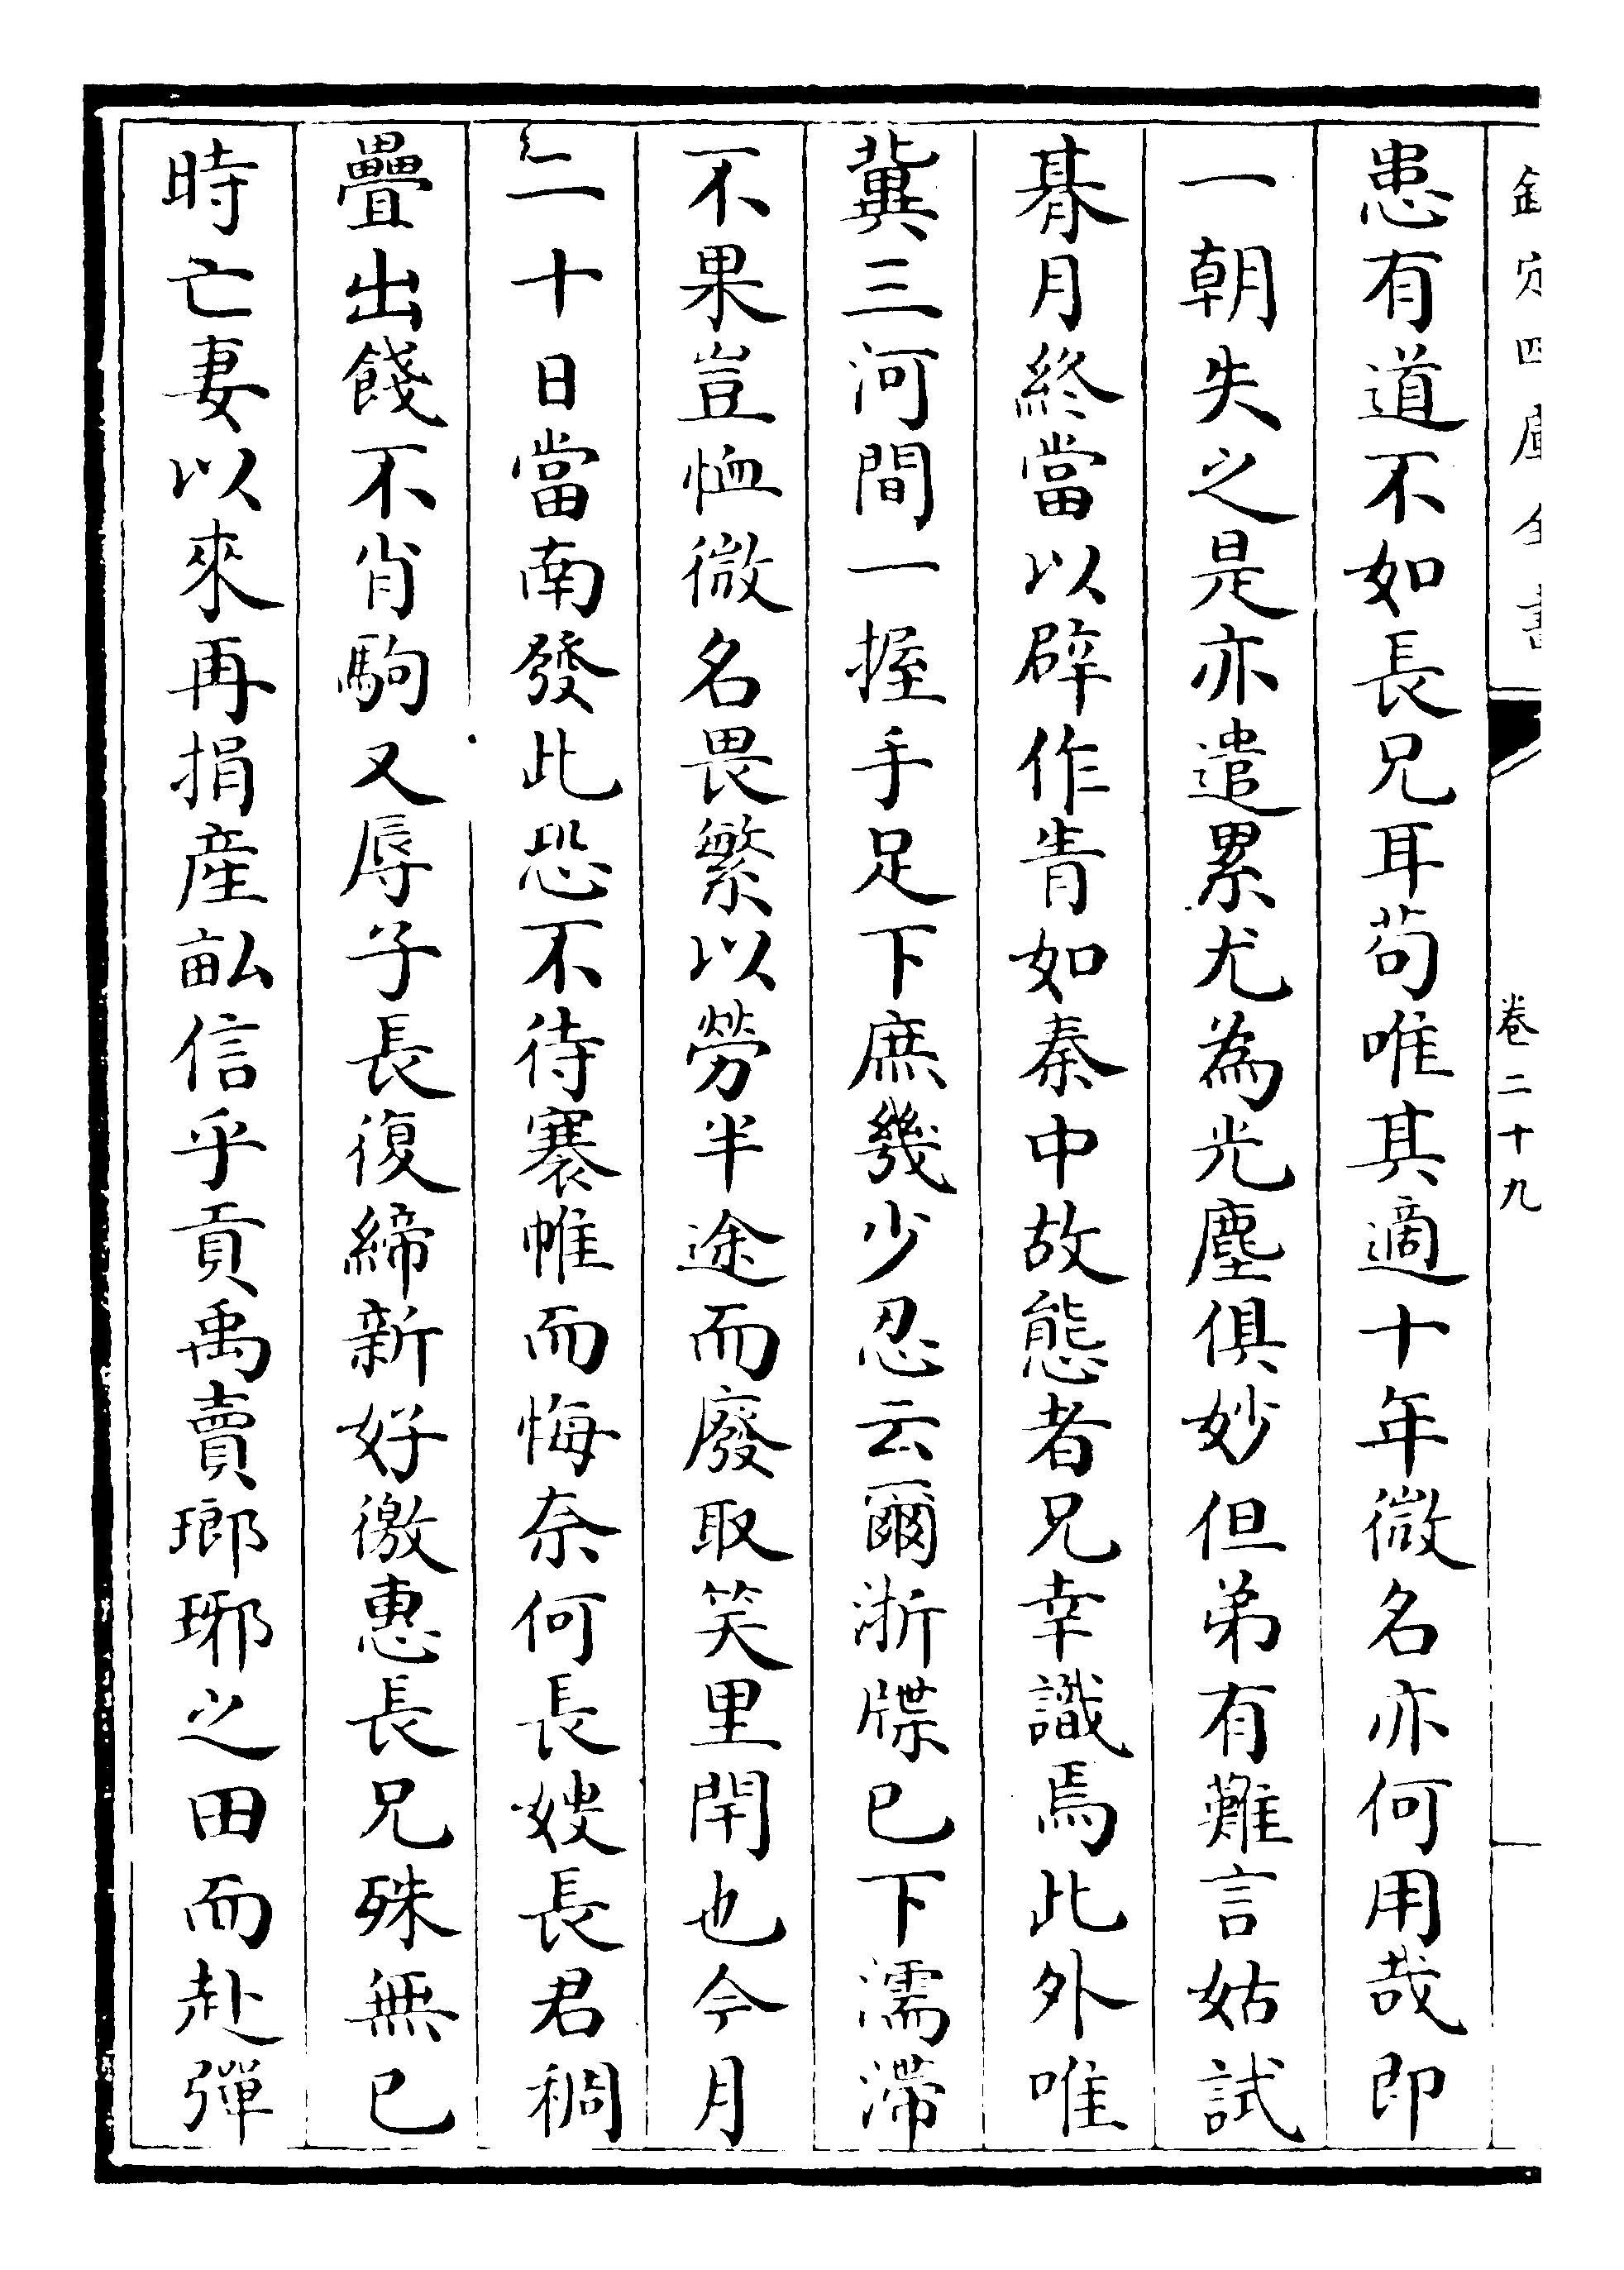 欽定四庫全書
卷二十九
患有道不如長兄耳苟唯其適十年微名亦何用哉即
一朝失之是亦遣累尤為光塵俱妙但弟有難言姑試
朞月終當以辟作眚如秦中故態者兄幸識焉此外唯
冀三河間一握手足下庶幾少忍云爾浙牒已下濡滯
不果豈恤微名畏繁以勞半途而廢取笑里閈也今月
二十日當南發此恐不待褰帷而悔奈何長嫂長君稠
疊出餞不肖駒又辱子長復締新好徼惠長兄殊無已
時亡妻以來再捐產畝信乎貢禹賣瑯琊之田而赴彈